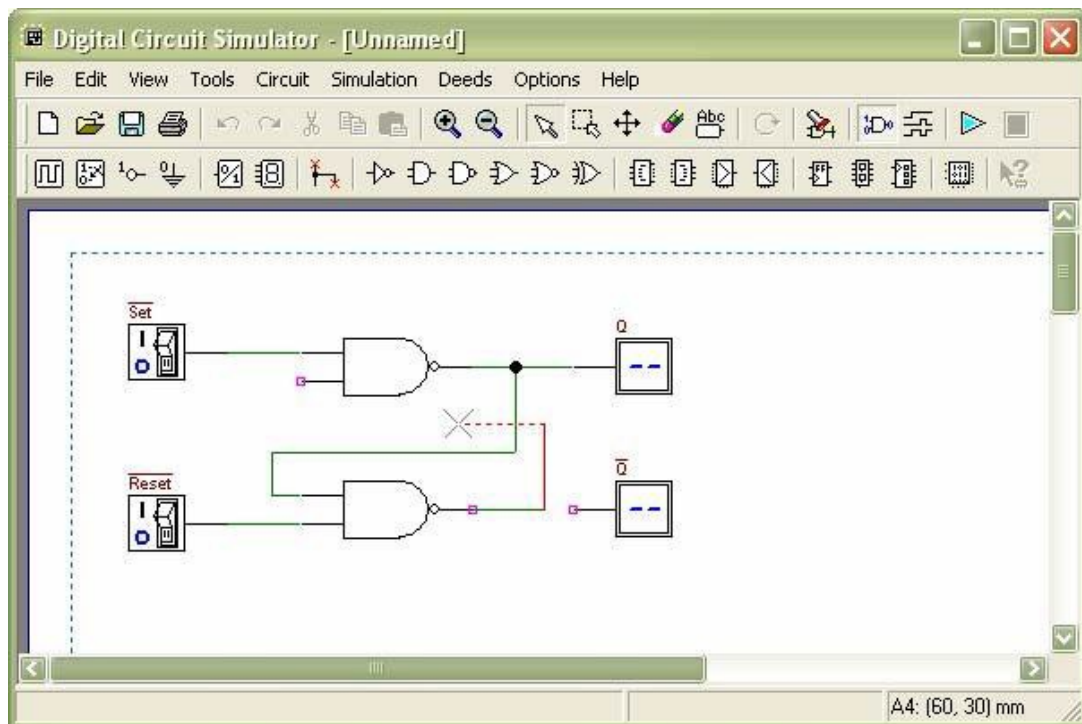 Digital Circuit Simulator - [Unnamed]
File Edit View Tools Circuit Simulation Deeds Options Help
Abc
Set
Q
Reset
Q
A4: (60, 30) mm